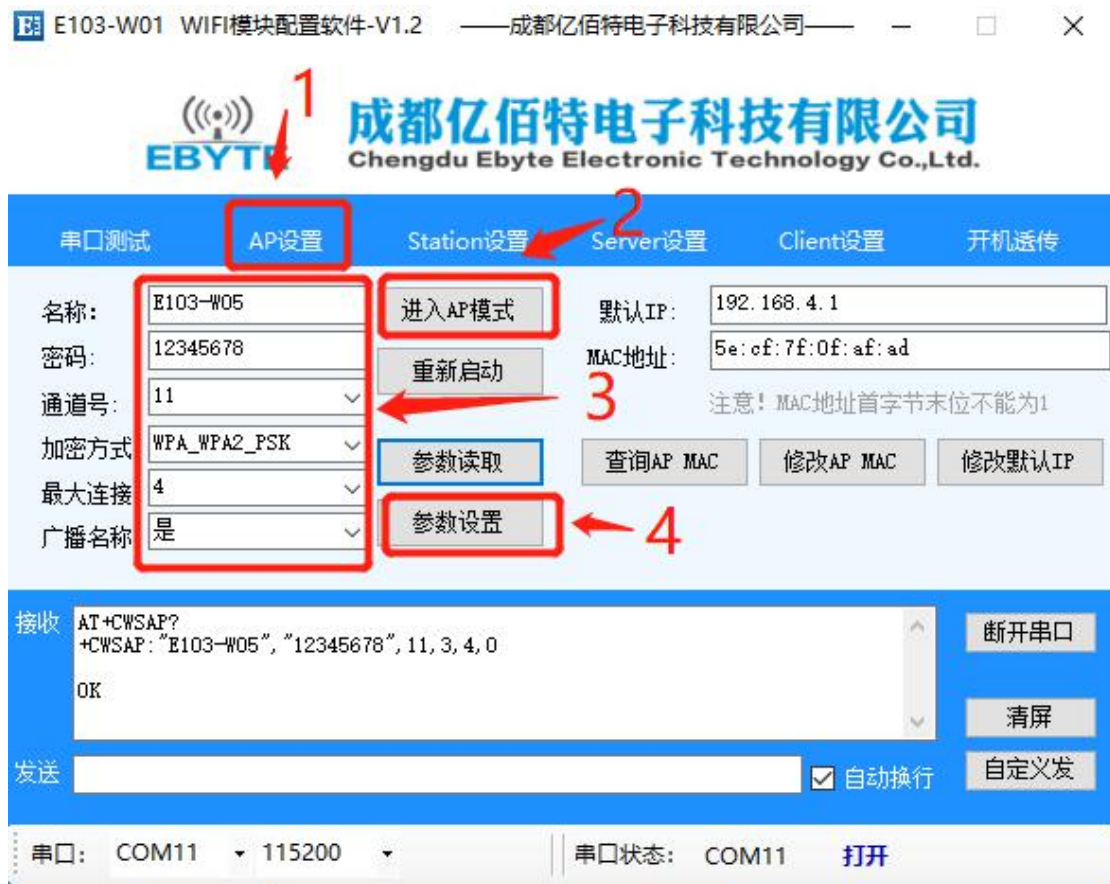 E103-W01 WIFI模块配置软件-V1.2 ——成都亿佰特电子科技有限公司——
1
EBYTE
成都亿佰特电子科技有限公司
Chengdu Ebyte Electronic Technology Co.,Ltd.
2
串口测试 AP设置 Station设置 Server设置 Client设置 开机透传
名称: E103-W05 进入AP模式 默认IP: 192.168.4.1
密码: 12345678 重新启动 MAC地址: 5e:cf:7f:0f:af:ad
通道号: 11 3 注意!MAC地址首字节末位不能为1
加密方式 WPA_WPA2_PSK 参数读取 查询AP MAC 修改AP MAC 修改默认IP
最大连接 4
广播名称 是 参数设置 4
接收 AT+CWSAP?
+CWSAP:"E103-W05","12345678",11,3,4,0
OK
断开串口
清屏
发送 自动换行 自定义发
串口: COM11 115200 串口状态: COM11 打开